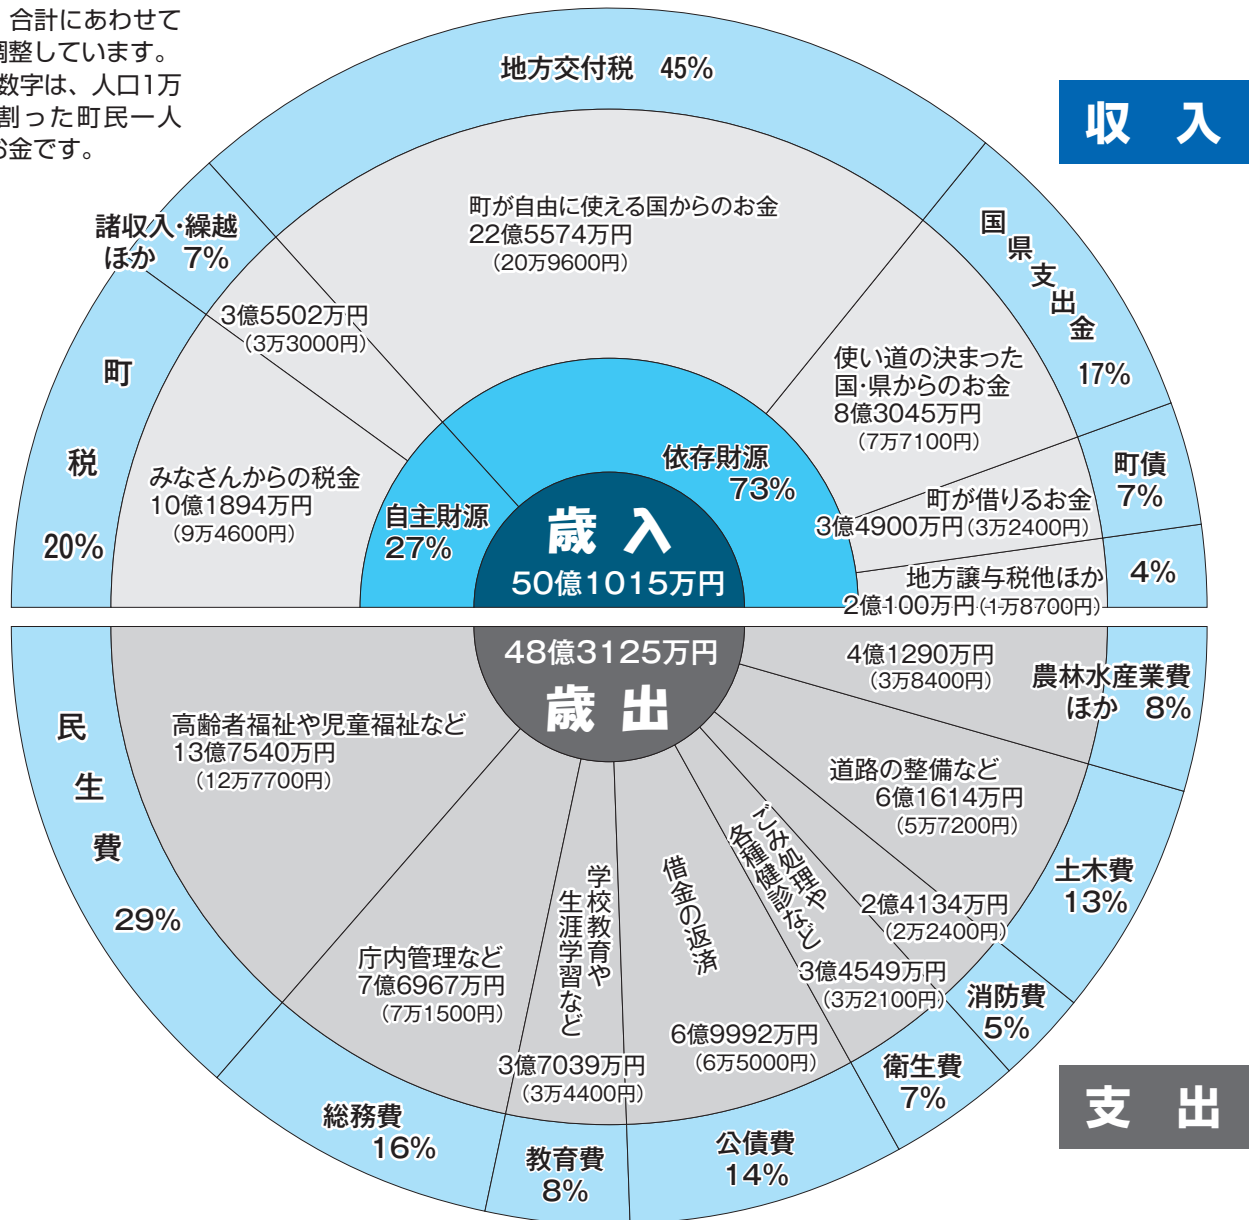 合計にあわせて
調整しています。
数字は、人口1万
割った町民一人
お金です。
収 入
地方交付税 45%
町が自由に使える国からのお金
22億5574万円
(20万9600円)
国県支出金
17%
使い道の決まった
国・県からのお金
8億3045万円
(7万7100円)
諸収入・繰越
ほか 7%
3億5502万円
(3万3000円)
町税
20%
みなさんからの税金
10億1894万円
(9万4600円)
自主財源
27%
依存財源
73%
町債
7%
町が借りるお金
3億4900万円(3万2400円)
4%
地方譲与税他ほか
2億100万円(1万8700円)
歳 入
50億1015万円
48億3125万円
歳 出
4億1290万円
(3万8400円)
農林水産業費
ほか 8%
道路の整備など
6億1614万円
(5万7200円)
土木費
13%
2億4134万円
(2万2400円)
消防費
5%
ごみ処理や
各種健診など
3億4549万円
(3万2100円)
衛生費
7%
借金の返済
6億9992万円
(6万5000円)
公債費
14%
学校教育や
生涯学習など
3億7039万円
(3万4400円)
教育費
8%
庁内管理など
7億6967万円
(7万1500円)
総務費
16%
高齢者福祉や児童福祉など
13億7540万円
(12万7700円)
民生費
29%
支 出